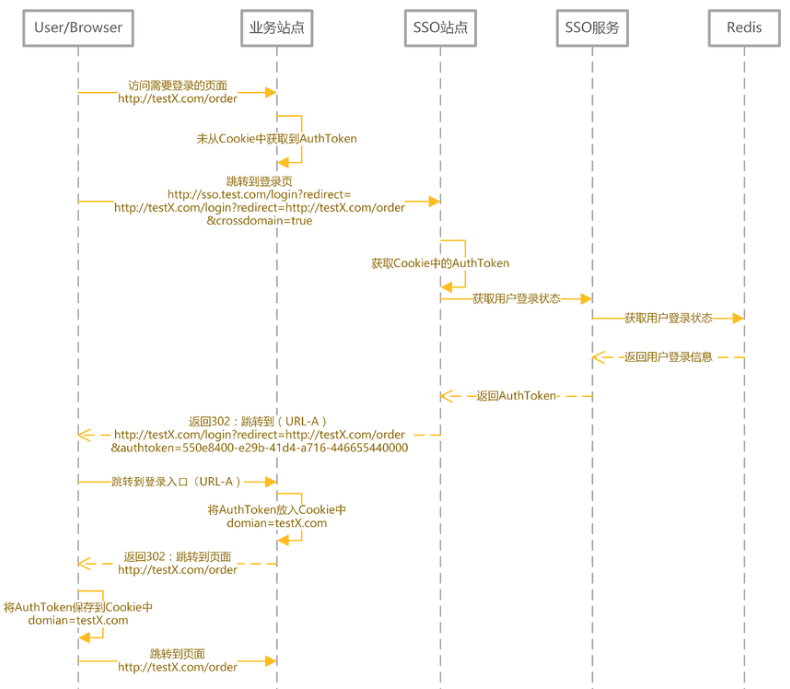 User/Browser
业务站点
SSO站点
SSO服务
Redis
访问需要登录的页面
http://testX.com/order
未从Cookie中获取到AuthToken
跳转到登录页
http://sso.test.com/login?redirect=
http://testX.com/login?redirect=http://testX.com/order
&crossdomain=true
获取Cookie中的AuthToken
获取用户登录状态
获取用户登录状态
返回用户登录信息
返回AuthToken
返回302：跳转到（URL-A）
http://testX.com/login?redirect=http://testX.com/order
&authtoken=550e8400-e29b-41d4-a716-446655440000
跳转到登录入口（URL-A）
将AuthToken放入Cookie中
domian=testX.com
返回302：跳转到页面
http://testX.com/order
将AuthToken保存到Cookie中
domian=testX.com
跳转到页面
http://testX.com/order